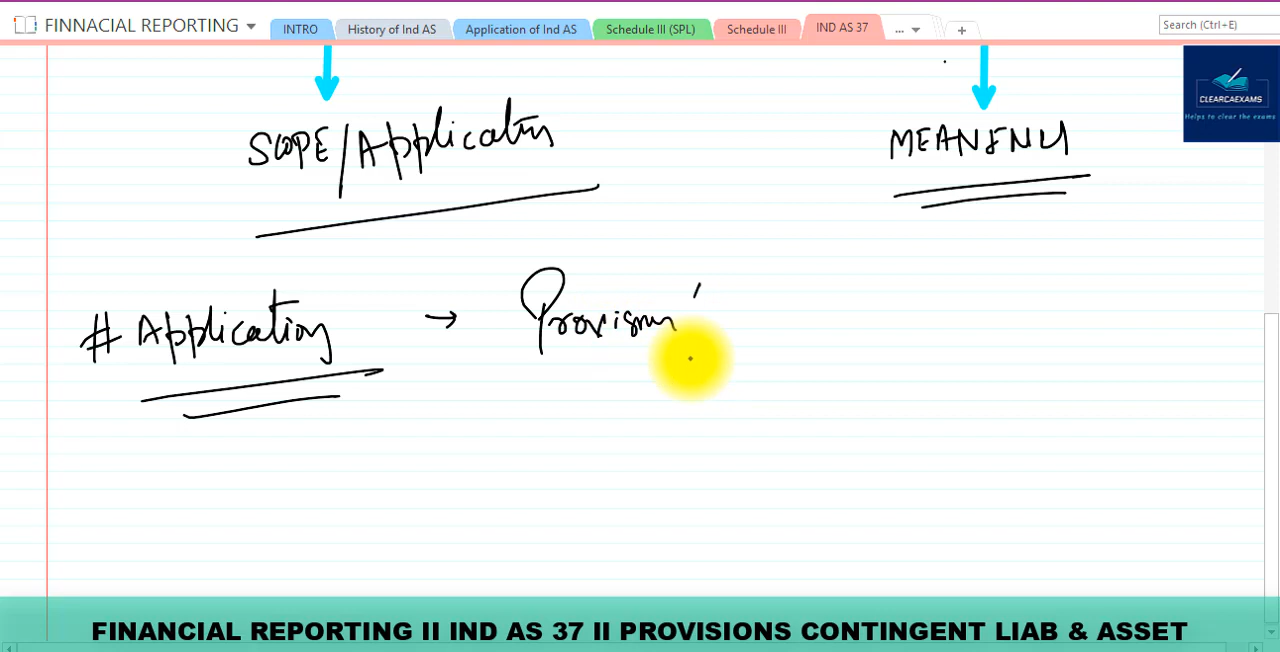 FINNACIAL REPORTING
INTRO
History of Ind AS
Application of Ind AS
Schedule III (SPL)
Schedule III
IND AS 37
...
+
Search (Ctrl+E)
CLEARCAEXAMS
Helps to clear the exams
SCOPE/Applicatn
MEANING
# Application → Provisions
FINANCIAL REPORTING II IND AS 37 II PROVISIONS CONTINGENT LIAB & ASSET